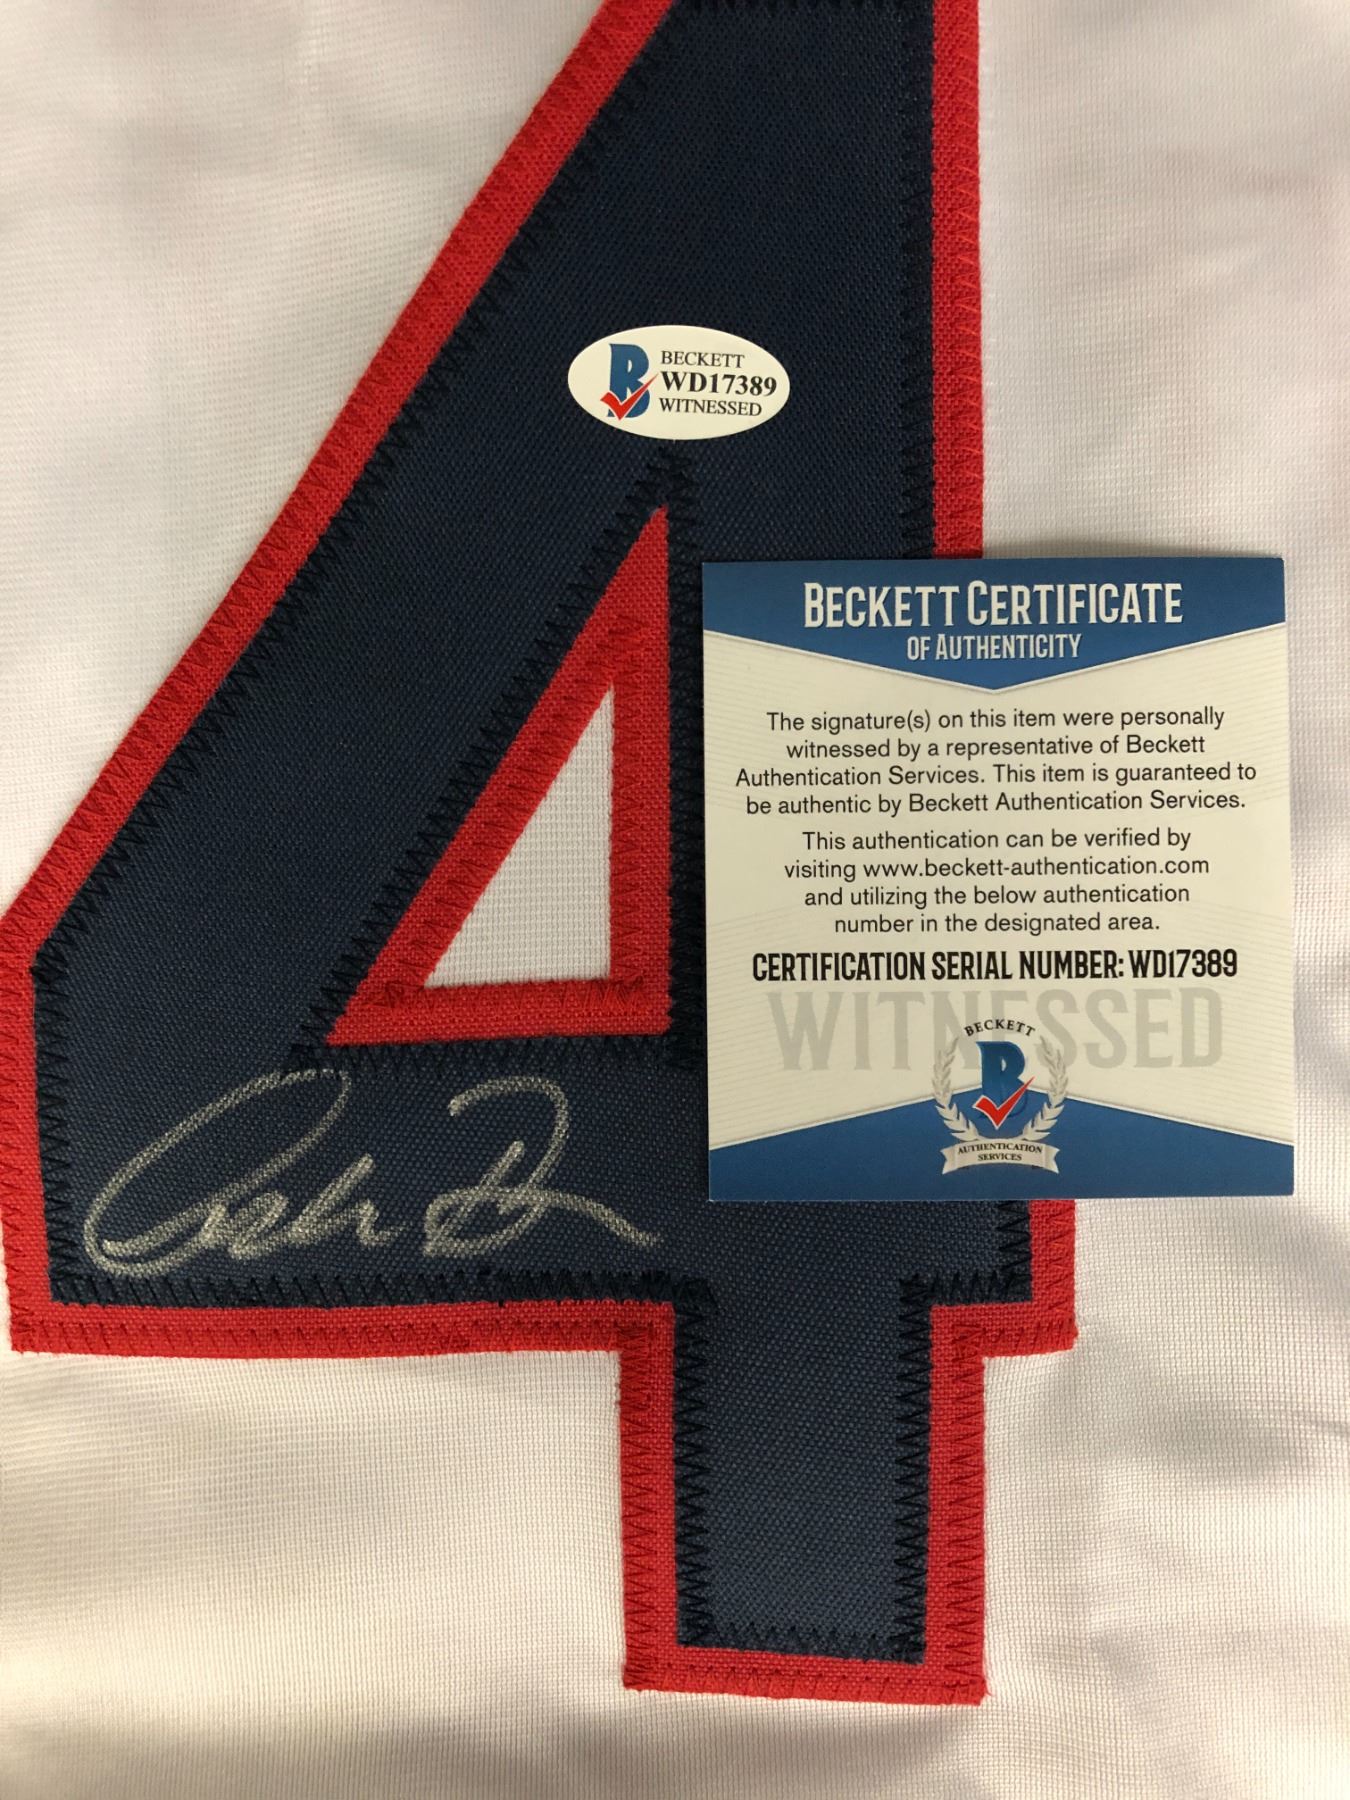 4
BECKETT
WD17389
WITNESSED
BECKETT CERTIFICATE
OF AUTHENTICITY
The signature(s) on this item were personally
witnessed by a representative of Beckett
Authentication Services. This item is guaranteed to
be authentic by Beckett Authentication Services.
This authentication can be verified by
visiting www.beckett-authentication.com
and utilizing the below authentication
number in the designated area.
CERTIFICATION SERIAL NUMBER: WD17389
WITNESSED
BECKETT
B
AUTHENTICATION
SERVICES